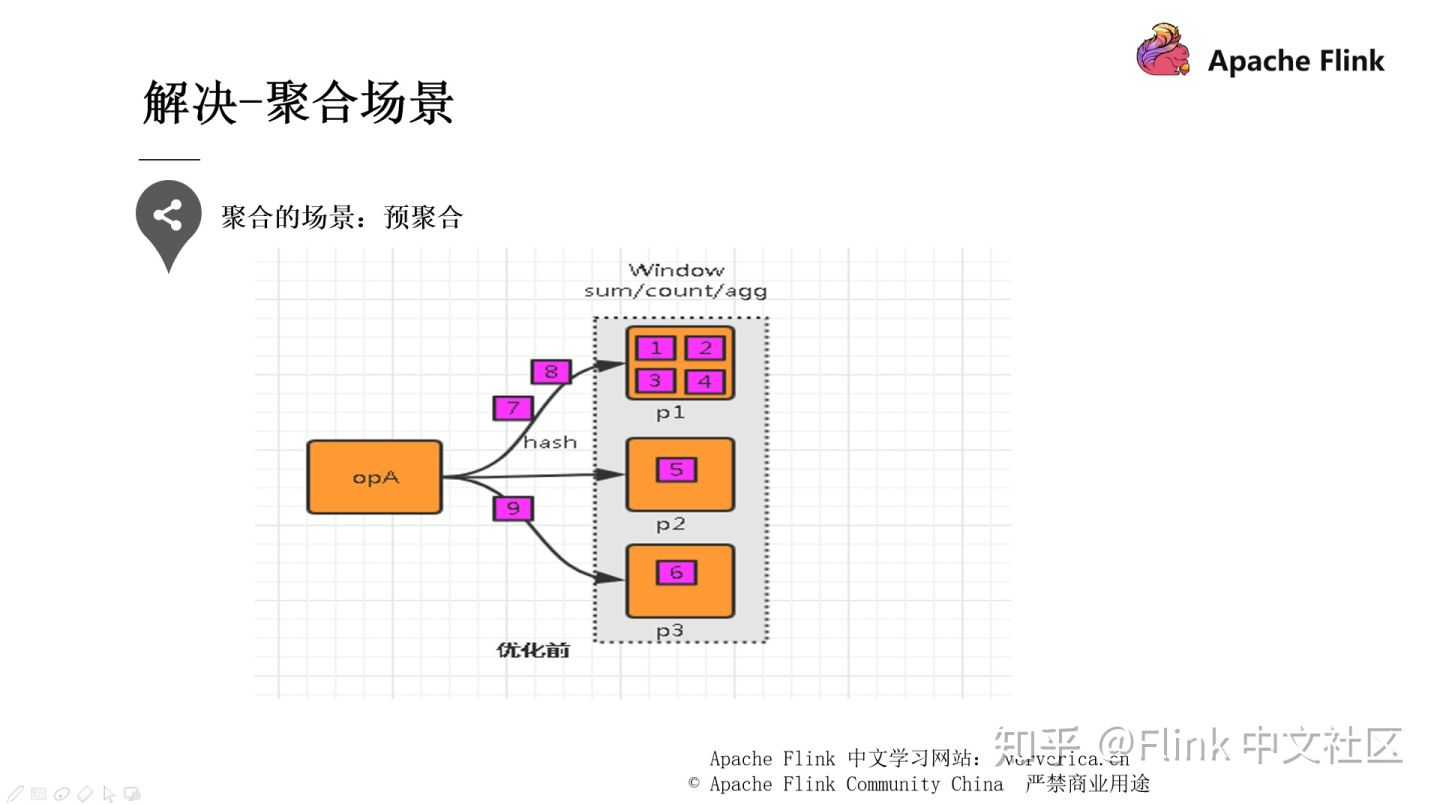 Apache Flink
解决-聚合场景
聚合的场景：预聚合
Window
sum/count/agg
1 2
3 4
p1
8
7
hash
opA
5
p2
9
6
p3
优化前
知乎 @Flink 中文社区
Apache Flink 中文学习网站：
© Apache Flink Community China 严禁商业用途